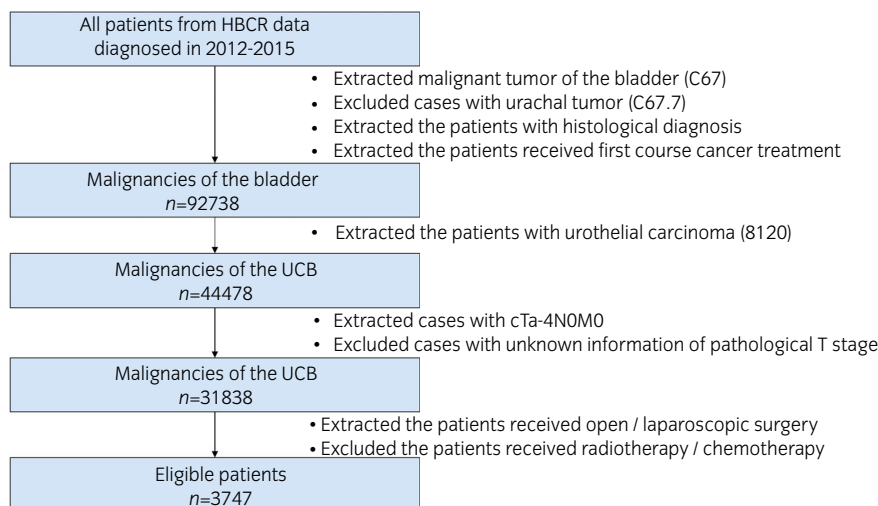 All patients from HBCR data
diagnosed in 2012-2015
• Extracted malignant tumor of the bladder (C67)
• Excluded cases with urachal tumor (C67.7)
• Extracted the patients with histological diagnosis
• Extracted the patients received first course cancer treatment
Malignancies of the bladder
n=92738
• Extracted the patients with urothelial carcinoma (8120)
Malignancies of the UCB
n=44478
• Extracted cases with cTa-4N0M0
• Excluded cases with unknown information of pathological T stage
Malignancies of the UCB
n=31838
• Extracted the patients received open / laparoscopic surgery
• Excluded the patients received radiotherapy / chemotherapy
Eligible patients
n=3747